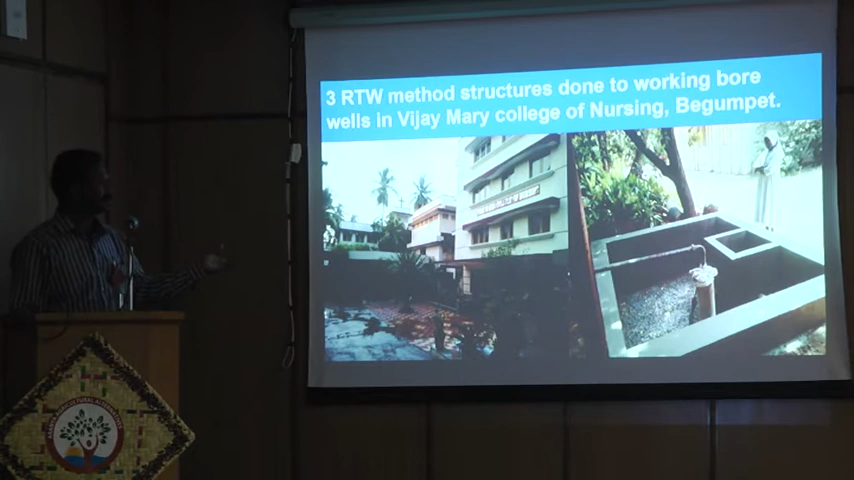 3 RTW method structures done to working bore
wells in Vijay Mary college of Nursing, Begumpet.